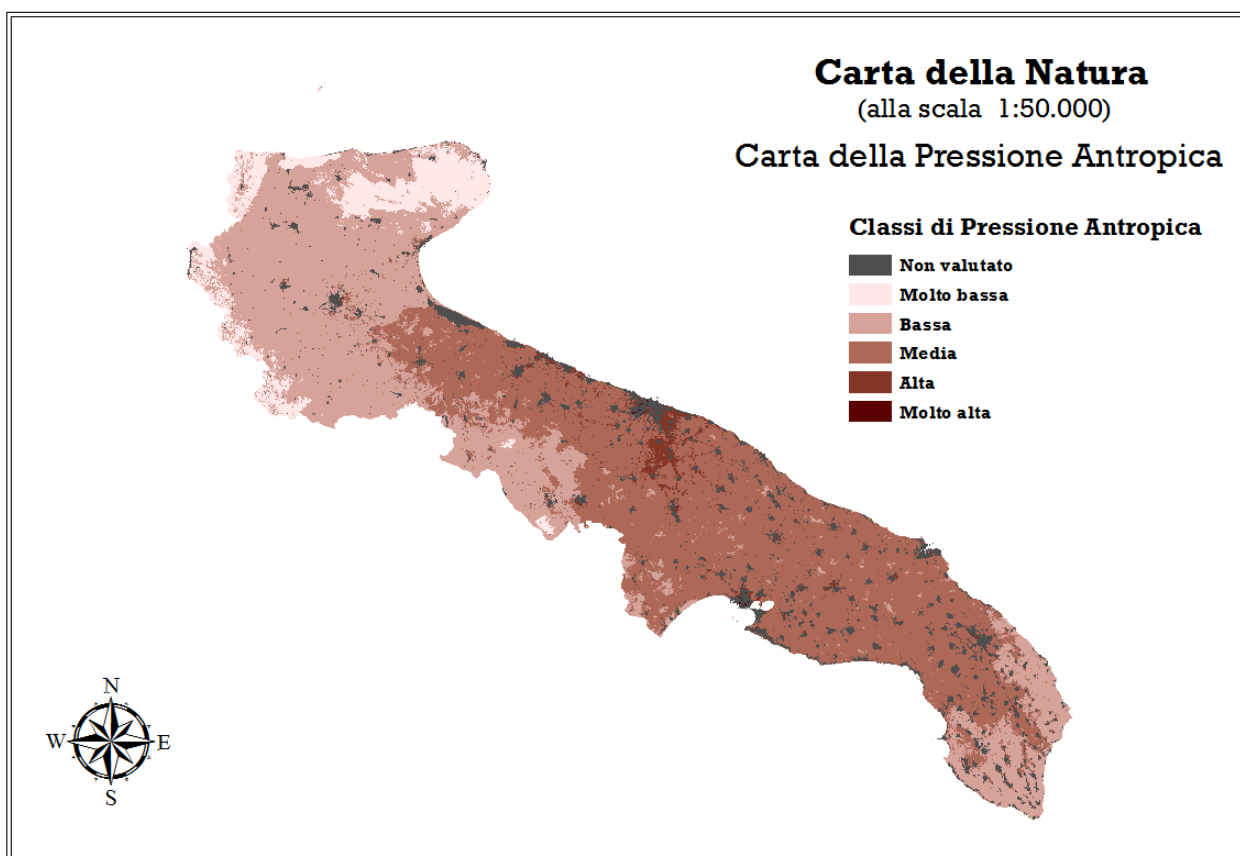 Carta della Natura
(alla scala 1:50.000)
Carta della Pressione Antropica
Classi di Pressione Antropica
Non valutato
Molto bassa
Bassa
Media
Alta
Molto alta
N
W E
S